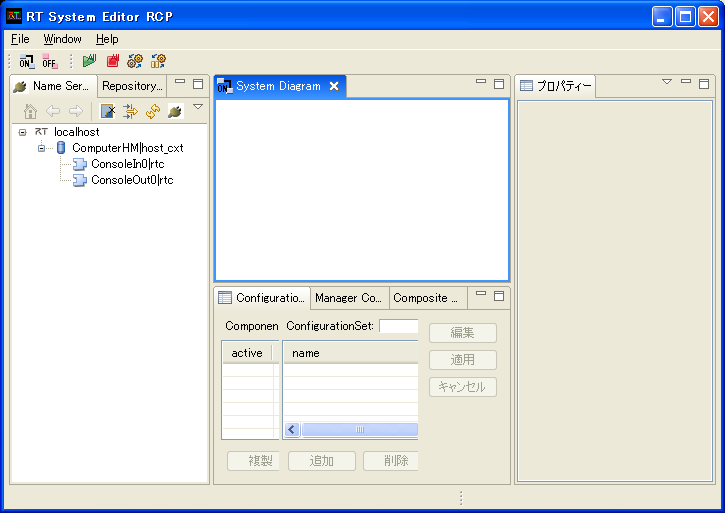 RT System Editor RCP
File Window Help
ON OFF
Name Ser... Repository... System Diagram プロパティー
RT localhost
ComputerHM|host_cxt
ConsoleIn0|rtc
ConsoleOut0|rtc
Configuratio... Manager Co... Composite ...
Componen ConfigurationSet: 編集
active name 適用
キャンセル
複製 追加 削除